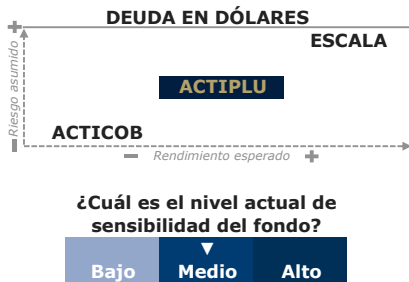 DEUDA EN DÓLARES
ESCALA
Riesgo asumido
ACTIPLU
ACTICOB
Rendimiento esperado
¿Cuál es el nivel actual de
sensibilidad del fondo?
Bajo Medio Alto